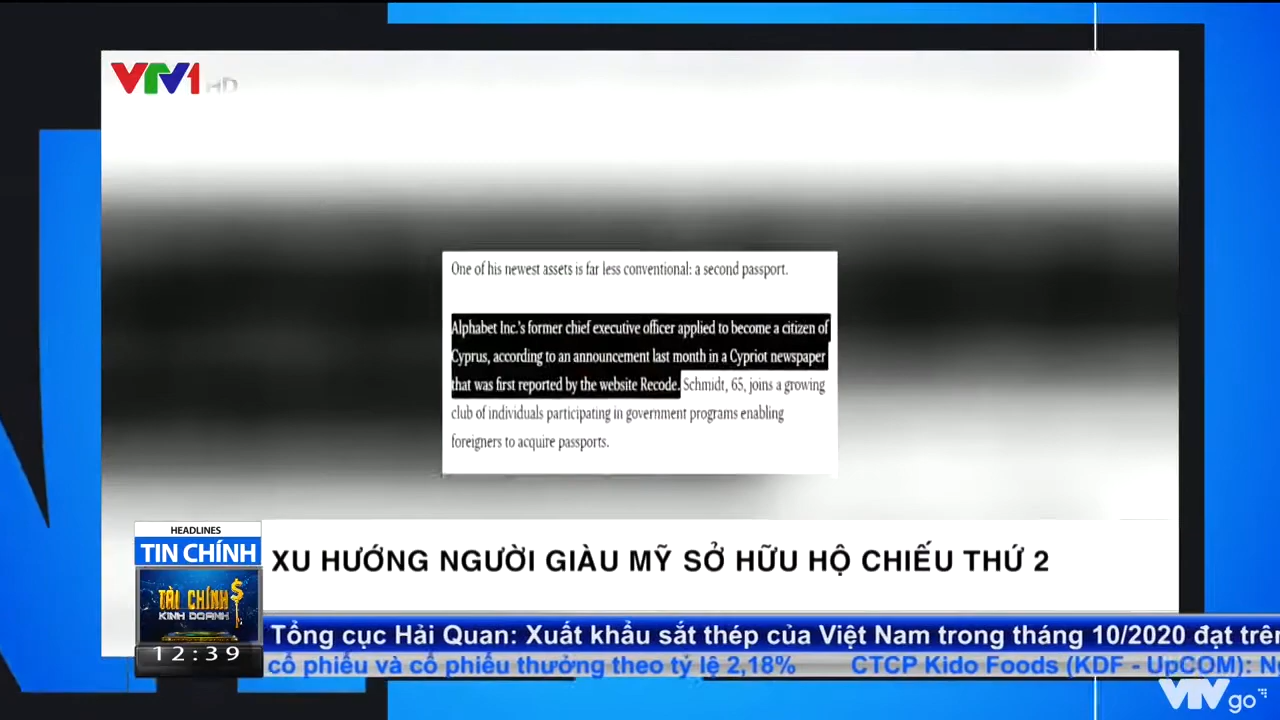 VTV1 HD
One of his newest assets is far less conventional: a second passport.
Alphabet Inc.'s former chief executive officer applied to become a citizen of
Cyprus, according to an announcement last month in a Cypriot newspaper
that was first reported by the website Recode. Schmidt, 65, joins a growing
club of individuals participating in government programs enabling
foreigners to acquire passports.
HEADLINES
TIN CHÍNH
XU HƯỚNG NGƯỜI GIÀU MỸ SỞ HỮU HỘ CHIẾU THỨ 2
TÀI CHÍNH
KINH DOANH
12:39
Tổng cục Hải Quan: Xuất khẩu sắt thép của Việt Nam trong tháng 10/2020 đạt trên
cổ phiếu và cổ phiếu thưởng theo tỷ lệ 2,18% CTCP Kido Foods (KDF - UpCOM):
VTV go